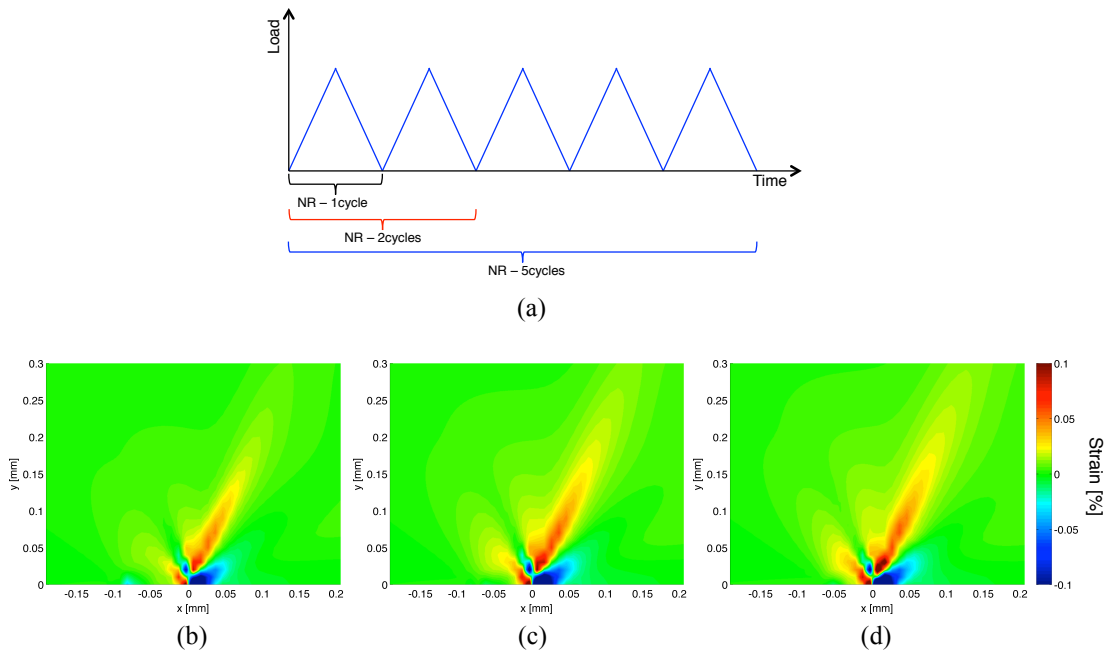 Load
Time
NR – 1cycle
NR – 2cycles
NR – 5cycles
(a)
0.3
0.25
0.2
0.15
0.1
0.05
0
y [mm]
-0.15 -0.1 -0.05 0 0.05 0.1 0.15 0.2
x [mm]
(b)
0.3
0.25
0.2
0.15
0.1
0.05
0
y [mm]
-0.15 -0.1 -0.05 0 0.05 0.1 0.15 0.2
x [mm]
(c)
0.3
0.25
0.2
0.15
0.1
0.05
0
y [mm]
-0.15 -0.1 -0.05 0 0.05 0.1 0.15 0.2
x [mm]
(d)
0.1
0.05
0
-0.05
-0.1
Strain [%]